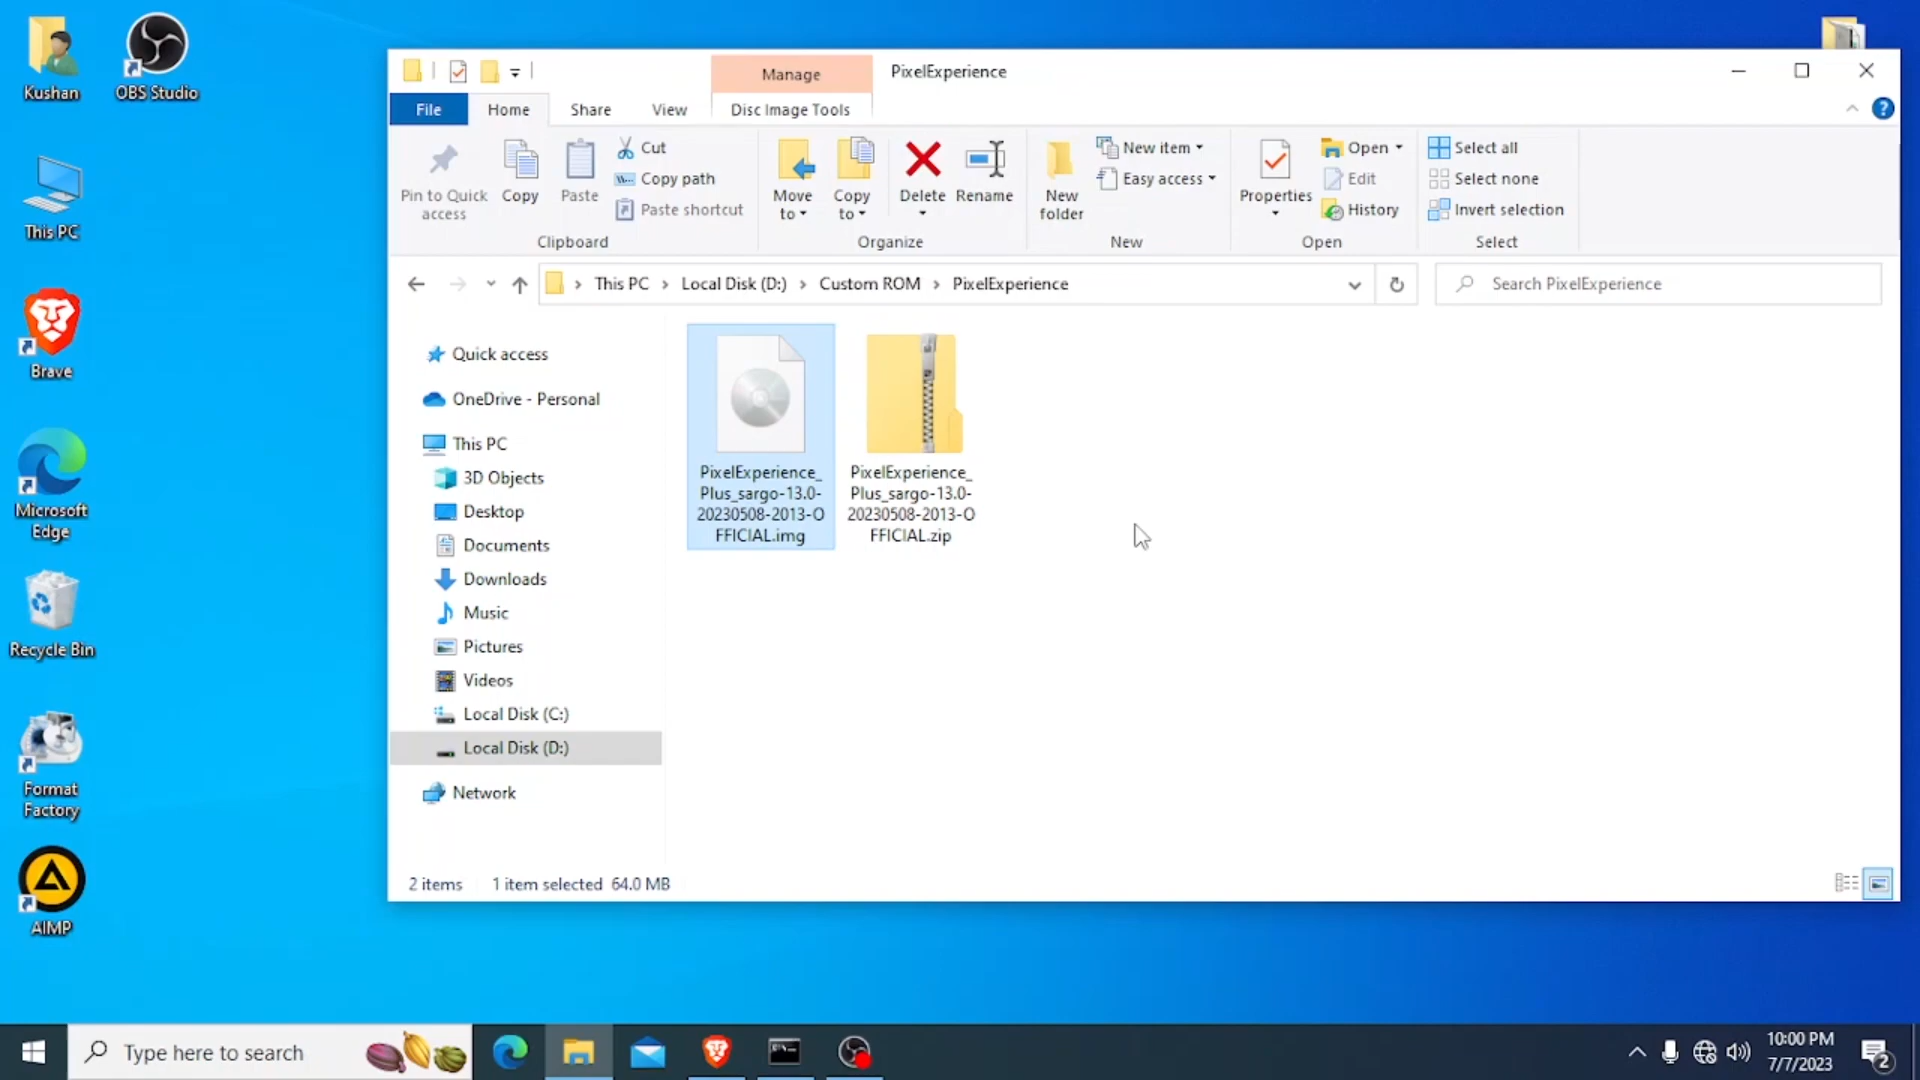 Kushan
OBS Studio
This PC
Brave
Microsoft
Edge
Recycle Bin
Format
Factory
AIMP
Manage
PixelExperience
File
Home
Share
View
Disc Image Tools
Pin to Quick
access
Copy
Paste
Cut
Copy path
Paste shortcut
Clipboard
Move
to
Copy
to
Delete
Rename
Organize
New
folder
New item
Easy access
New
Properties
Open
Edit
History
Open
Select all
Select none
Invert selection
Select
This PC > Local Disk (D:) > Custom ROM > PixelExperience
Search PixelExperience
Quick access
OneDrive - Personal
This PC
3D Objects
Desktop
Documents
Downloads
Music
Pictures
Videos
Local Disk (C:)
Local Disk (D:)
Network
PixelExperience_
Plus_sargo-13.0-
20230508-2013-O
FFICIAL.img
PixelExperience_
Plus_sargo-13.0-
20230508-2013-O
FFICIAL.zip
2 items 1 item selected 64.0 MB
Type here to search
10:00 PM
7/7/2023
2